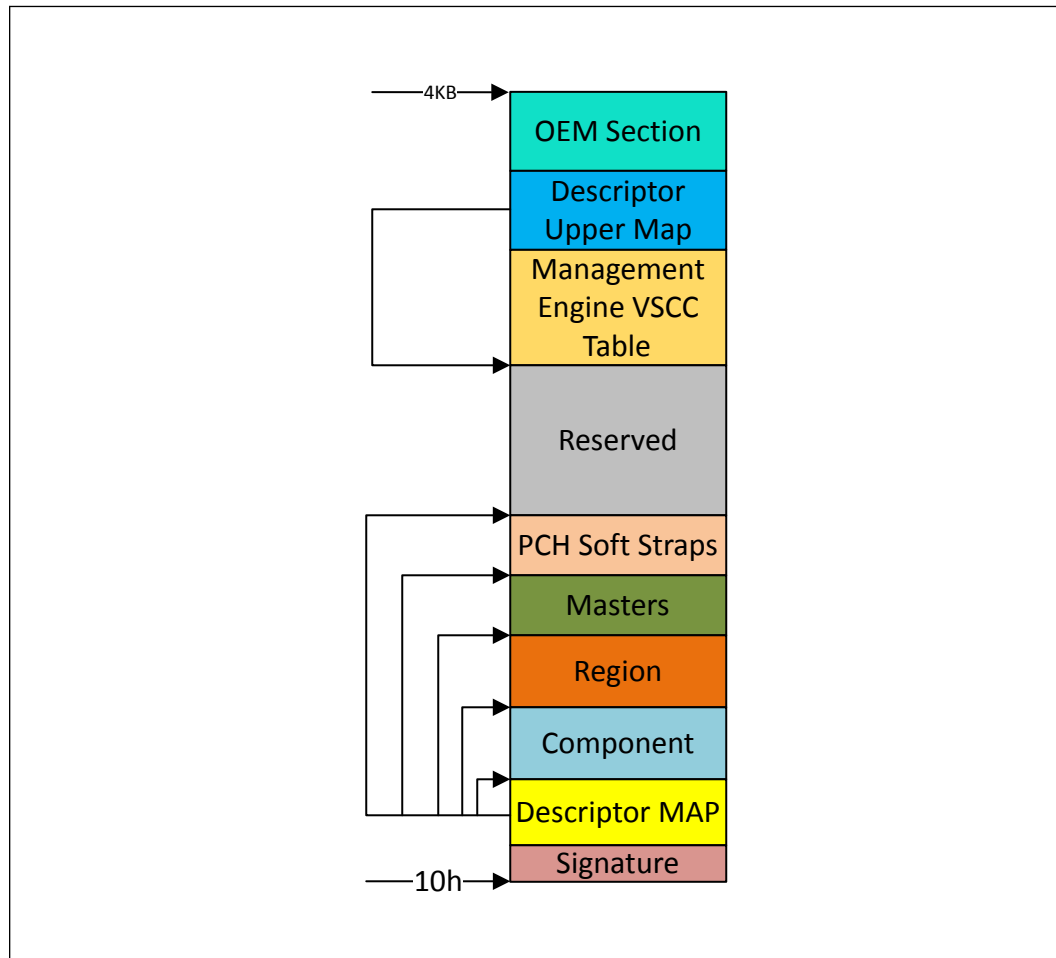 4KB
OEM Section
Descriptor
Upper Map
Management
Engine VSCC
Table
Reserved
PCH Soft Straps
Masters
Region
Component
Descriptor MAP
Signature
10h